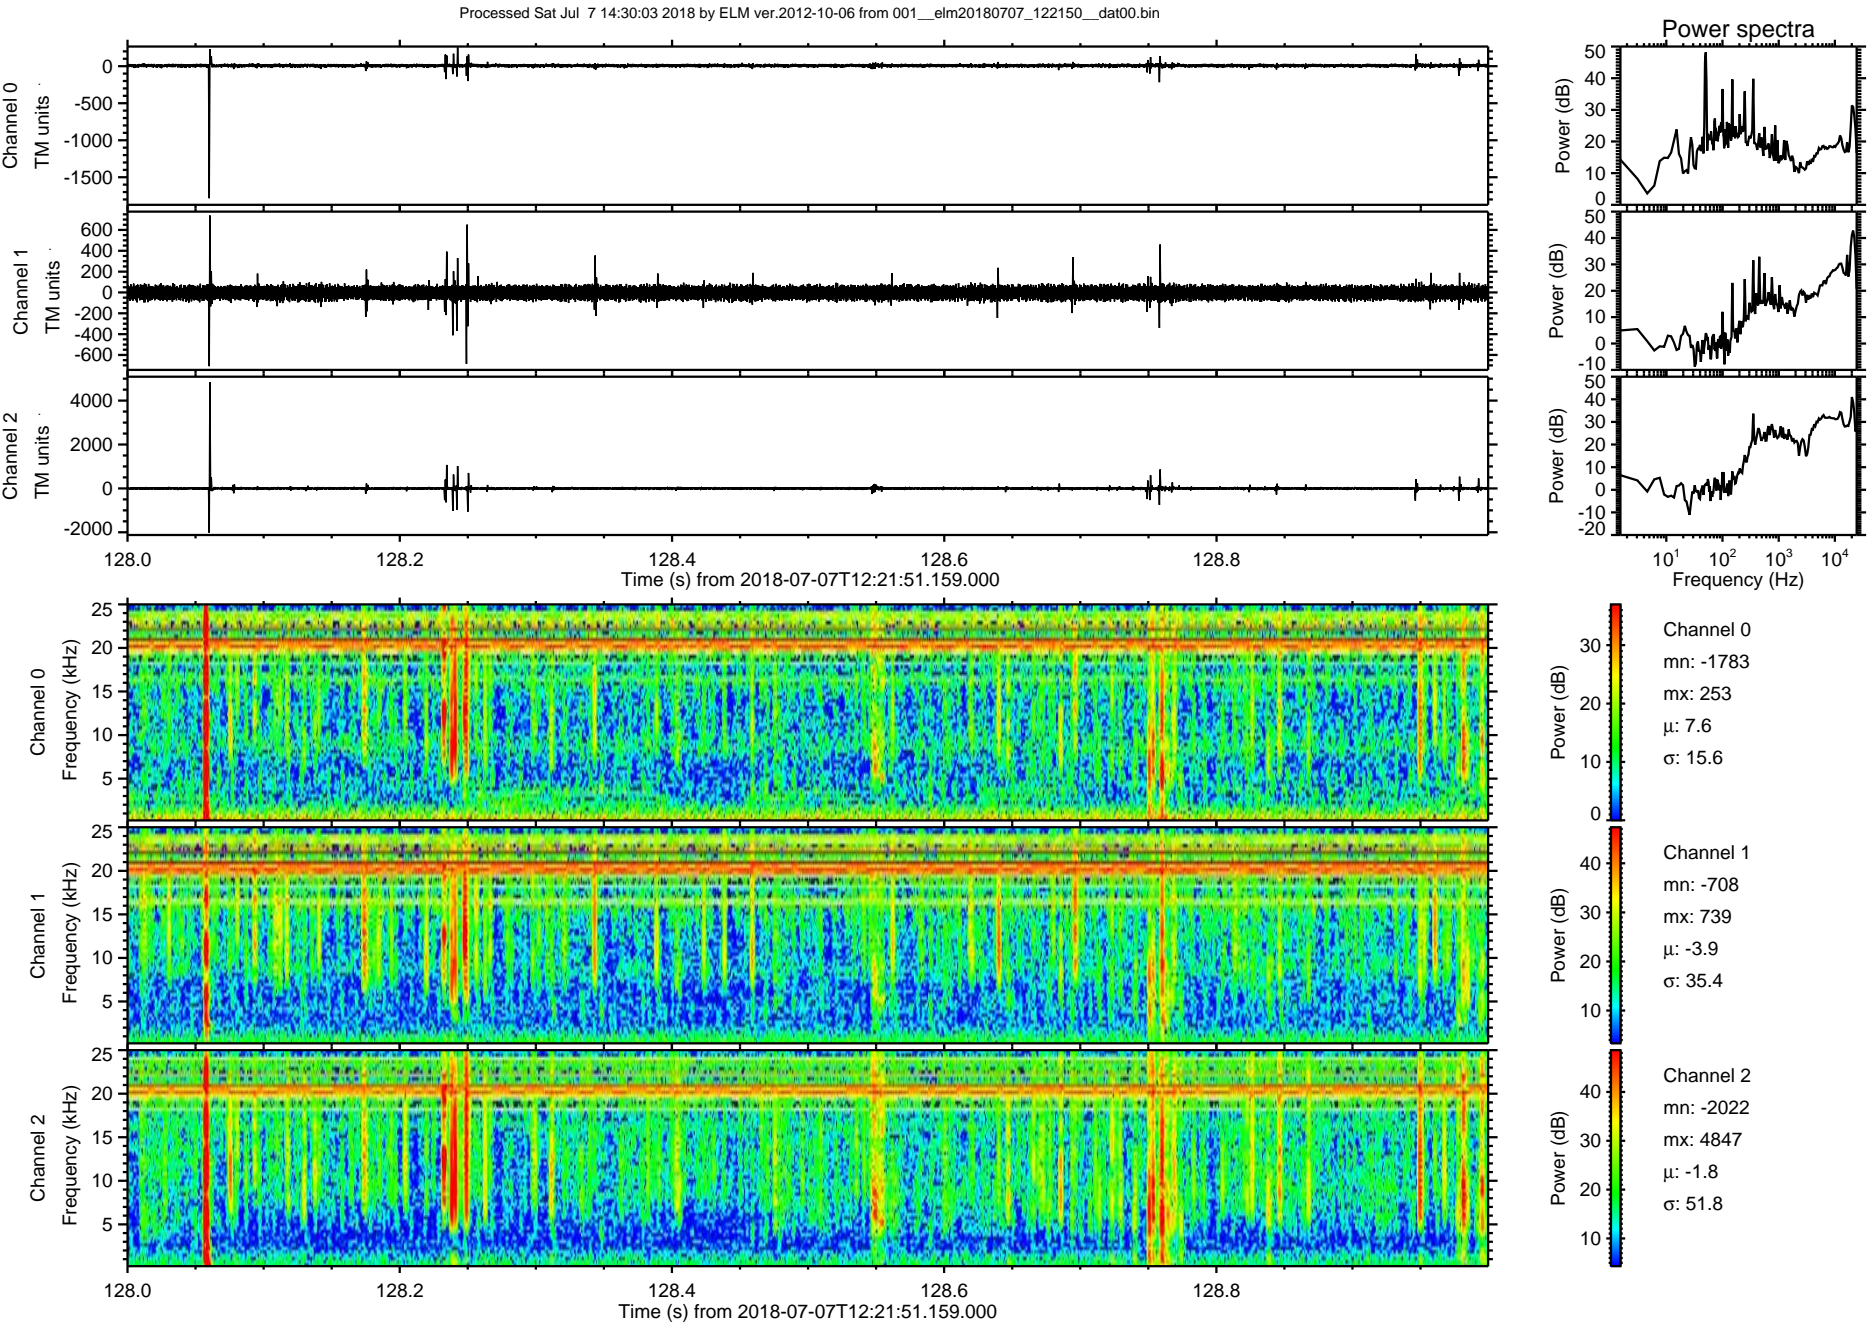 Processed Sat Jul  7 14:30:03 2018 by ELM ver.2012-10-06 from 001__elm20180707_122150__dat00.bin
Power spectra
Channel 0
TM units
0
-500
-1000
-1500
Power (dB)
50
40
30
20
10
0
Channel 1
TM units
600
400
200
0
-200
-400
-600
Power (dB)
50
40
30
20
10
0
-10
Channel 2
TM units
4000
2000
0
-2000
Power (dB)
50
40
30
20
10
0
-10
-20
128.0 128.2 128.4 128.6 128.8
Time (s) from 2018-07-07T12:21:51.159.000
10^1 10^2 10^3 10^4
Frequency (Hz)
Channel 0
Frequency (kHz)
25
20
15
10
5
Power (dB)
30
20
10
0
Channel 0
mn: -1783
mx: 253
μ: 7.6
σ: 15.6
Channel 1
Frequency (kHz)
25
20
15
10
5
Power (dB)
40
30
20
10
Channel 1
mn: -708
mx: 739
μ: -3.9
σ: 35.4
Channel 2
Frequency (kHz)
25
20
15
10
5
Power (dB)
40
30
20
10
Channel 2
mn: -2022
mx: 4847
μ: -1.8
σ: 51.8
128.0 128.2 128.4 128.6 128.8
Time (s) from 2018-07-07T12:21:51.159.000